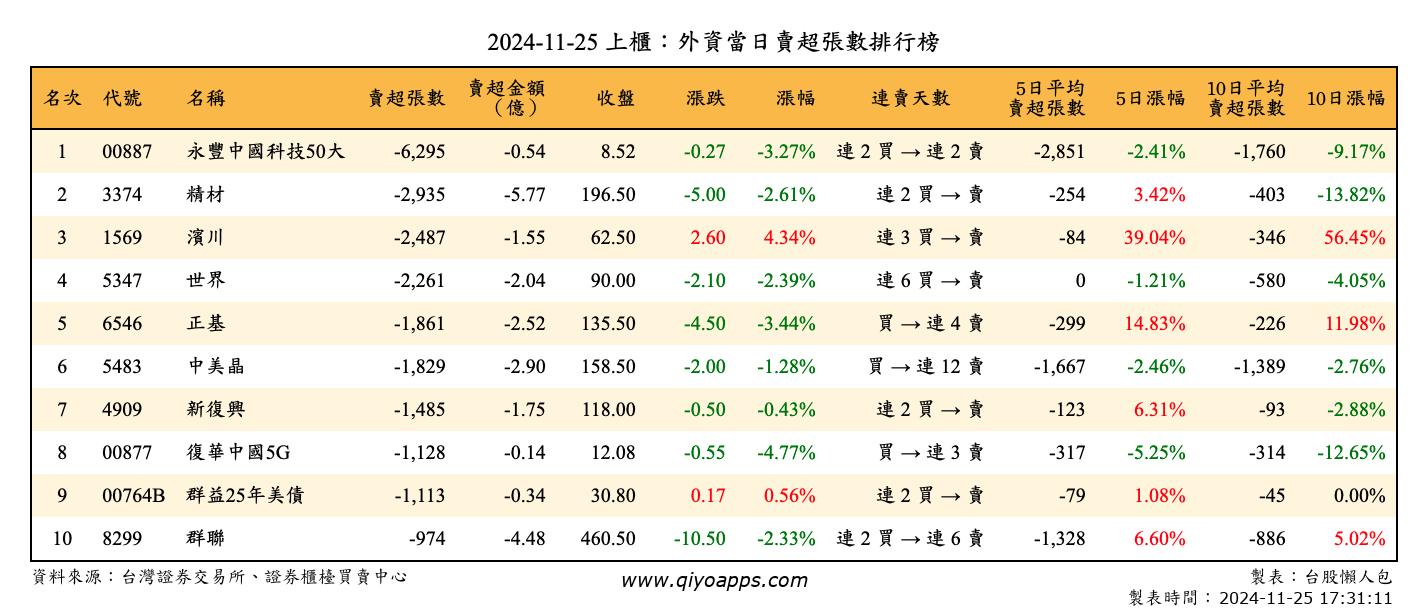 2024-11-25 上櫃：外資當日賣超張數排行榜
名次 代號 名稱 賣超張數 賣超金額（億） 收盤 漲跌 漲幅 連賣天數 5日平均賣超張數 5日漲幅 10日平均賣超張數 10日漲幅
1 00887 永豐中國科技50大 -6,295 -0.54 8.52 -0.27 -3.27% 連 2 買 → 連 2 賣 -2,851 -2.41% -1,760 -9.17%
2 3374 精材 -2,935 -5.77 196.50 -5.00 -2.61% 連 2 買 → 賣 -254 3.42% -403 -13.82%
3 1569 濱川 -2,487 -1.55 62.50 2.60 4.34% 連 3 買 → 賣 -84 39.04% -346 56.45%
4 5347 世界 -2,261 -2.04 90.00 -2.10 -2.39% 連 6 買 → 賣 0 -1.21% -580 -4.05%
5 6546 正基 -1,861 -2.52 135.50 -4.50 -3.44% 買 → 連 4 賣 -299 14.83% -226 11.98%
6 5483 中美晶 -1,829 -2.90 158.50 -2.00 -1.28% 買 → 連 12 賣 -1,667 -2.46% -1,389 -2.76%
7 4909 新復興 -1,485 -1.75 118.00 -0.50 -0.43% 連 2 買 → 賣 -123 6.31% -93 -2.88%
8 00877 復華中國5G -1,128 -0.14 12.08 -0.55 -4.77% 買 → 連 3 賣 -317 -5.25% -314 -12.65%
9 00764B 群益25年美債 -1,113 -0.34 30.80 0.17 0.56% 連 2 買 → 賣 -79 1.08% -45 0.00%
10 8299 群聯 -974 -4.48 460.50 -10.50 -2.33% 連 2 買 → 連 6 賣 -1,328 6.60% -886 5.02%
資料來源：台灣證券交易所、證券櫃檯買賣中心 www.qiyoapps.com 製表：台股懶人包
製表時間：2024-11-25 17:31:11